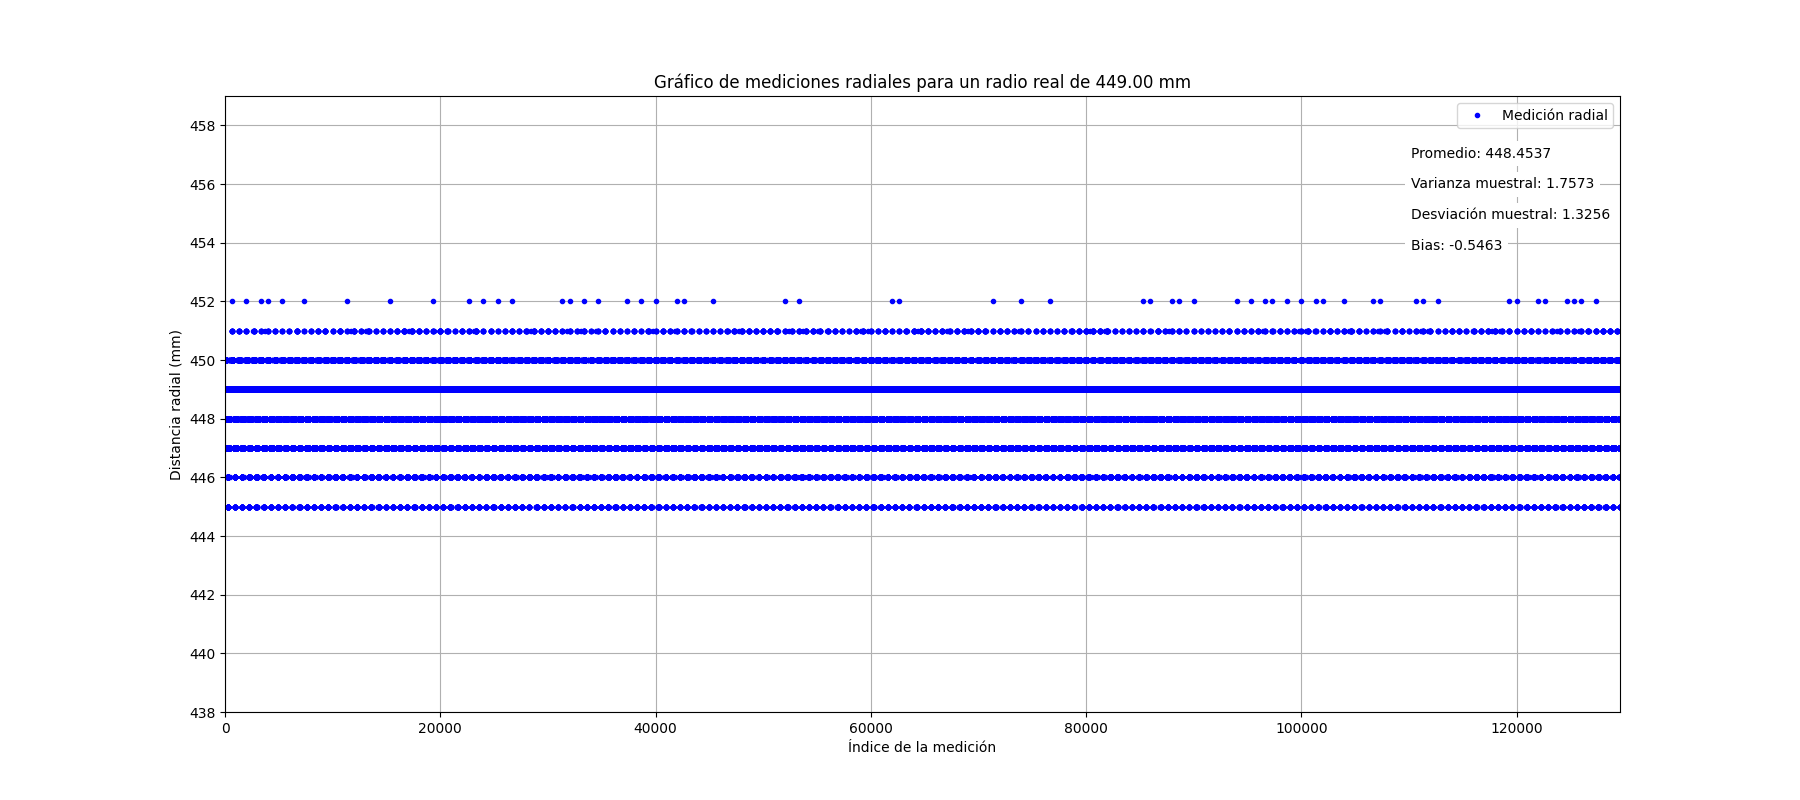 Gráfico de mediciones radiales para un radio real de 449.00 mm
Medición radial
Promedio: 448.4537
Varianza muestral: 1.7573
Desviación muestral: 1.3256
Bias: -0.5463
Distancia radial (mm)
458
456
454
452
450
448
446
444
442
440
438
0
20000
40000
60000
80000
100000
120000
Índice de la medición